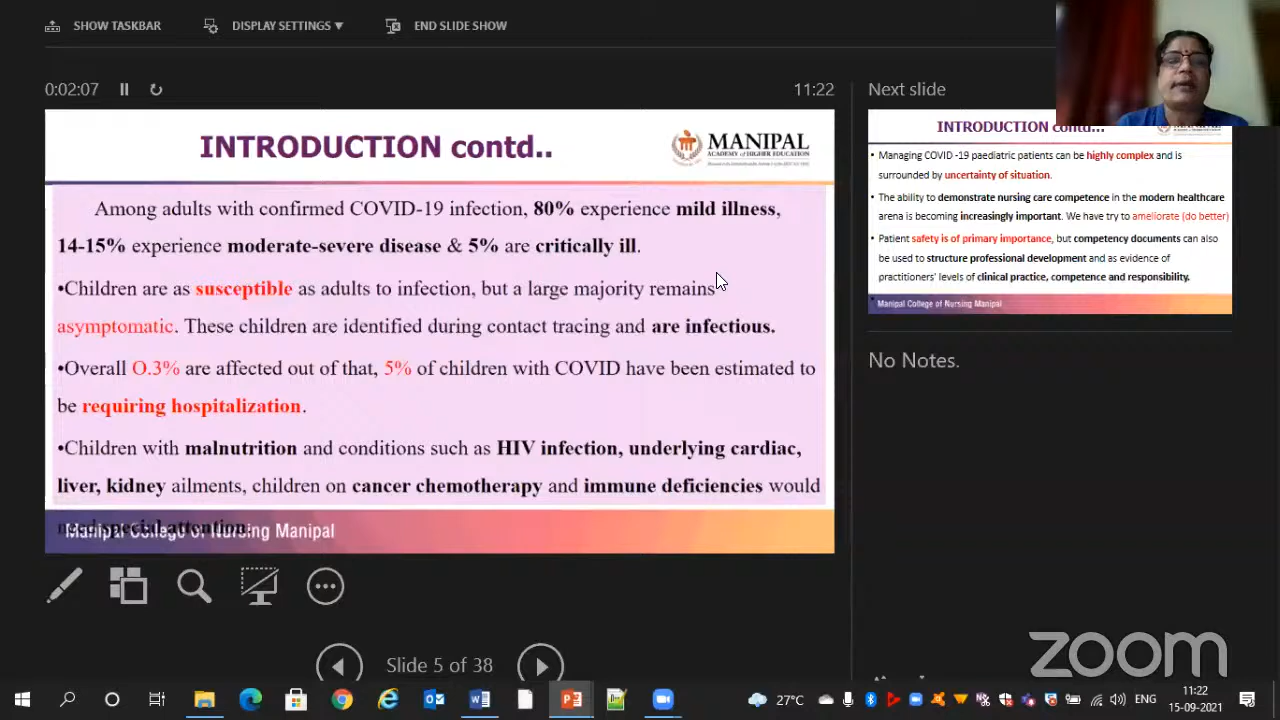 SHOW TASKBAR
DISPLAY SETTINGS ▼
END SLIDE SHOW
0:02:07
11:22
INTRODUCTION contd..
MANIPAL
ACADEMY of HIGHER EDUCATION
Among adults with confirmed COVID-19 infection, 80% experience mild illness,
14-15% experience moderate-severe disease & 5% are critically ill.
•Children are as susceptible as adults to infection, but a large majority remains
asymptomatic. These children are identified during contact tracing and are infectious.
•Overall O.3% are affected out of that, 5% of children with COVID have been estimated to
be requiring hospitalization.
•Children with malnutrition and conditions such as HIV infection, underlying cardiac,
liver, kidney ailments, children on cancer chemotherapy and immune deficiencies would
need special attention.
Manipal College of Nursing Manipal
Next slide
INTRODUCTION contd...
• Managing COVID -19 paediatric patients can be highly complex and is
surrounded by uncertainty of situation.
• The ability to demonstrate nursing care competence in the modern healthcare
arena is becoming increasingly important. We have try to ameliorate (do better)
• Patient safety is of primary importance, but competency documents can also
be used to structure professional development and as evidence of
practitioners' levels of clinical practice, competence and responsibility.
Manipal College of Nursing Manipal
No Notes.
Slide 5 of 38
zoom
27°C
ENG
11:22
15-09-2021